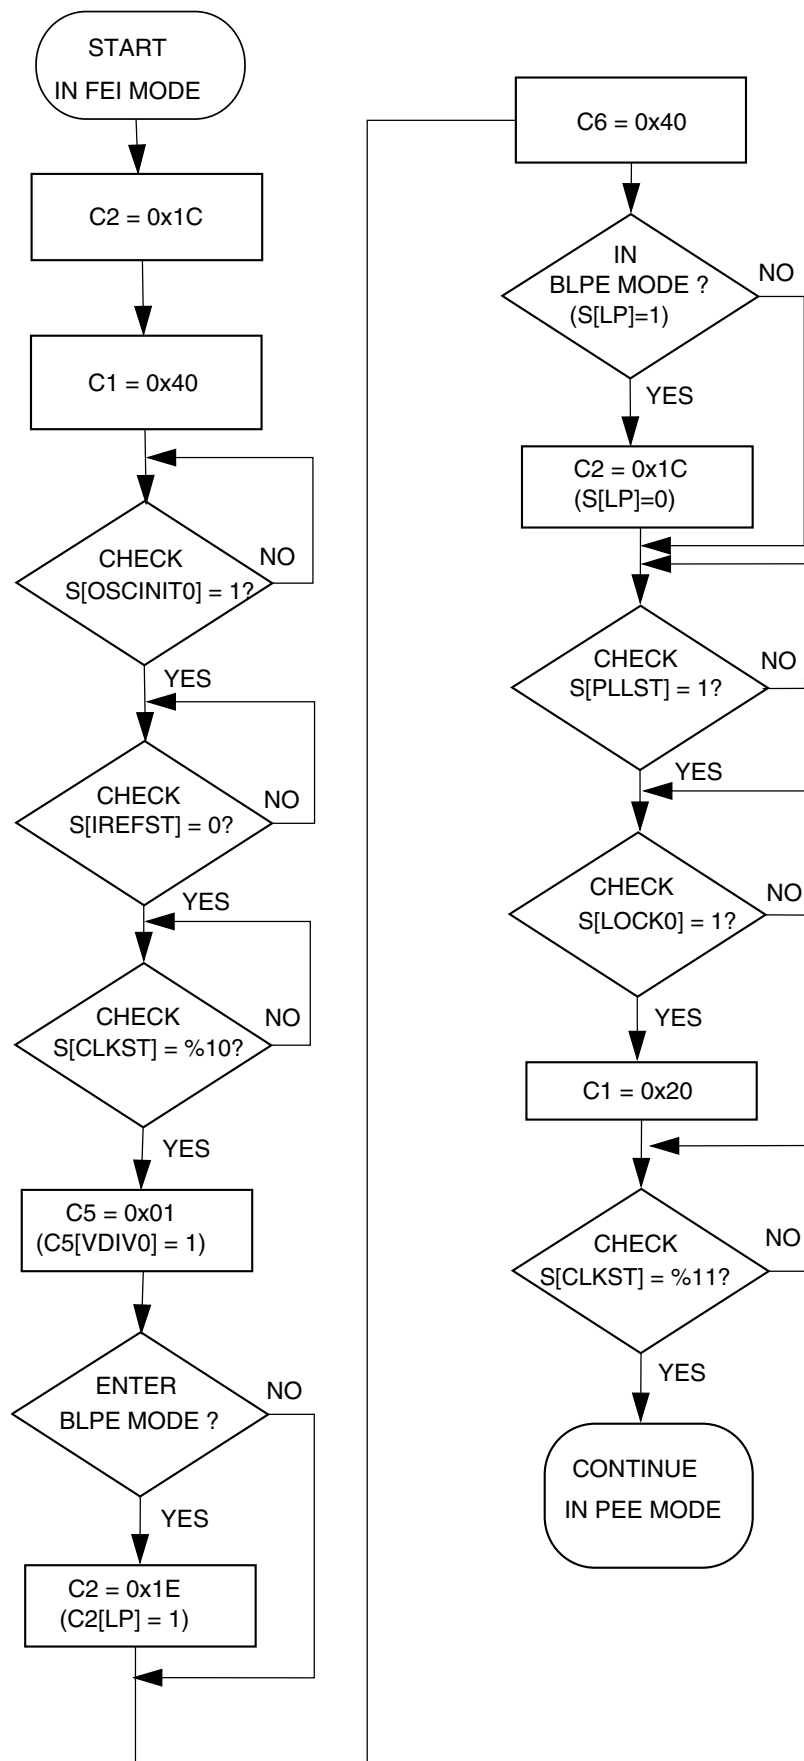 START
IN FEI MODE
C2 = 0x1C
C1 = 0x40
CHECK
NO
S[OSCINIT0] = 1?
YES
CHECK
NO
S[IREFST] = 0?
YES
CHECK
NO
S[CLKST] = %10?
YES
C5 = 0x01
(C5[VDIV0] = 1)
ENTER
NO
BLPE MODE ?
YES
C2 = 0x1E
(C2[LP] = 1)
C6 = 0x40
IN
NO
BLPE MODE ?
(S[LP]=1)
YES
C2 = 0x1C
(S[LP]=0)
CHECK
NO
S[PLLST] = 1?
YES
CHECK
NO
S[LOCK0] = 1?
YES
C1 = 0x20
CHECK
NO
S[CLKST] = %11?
YES
CONTINUE
IN PEE MODE